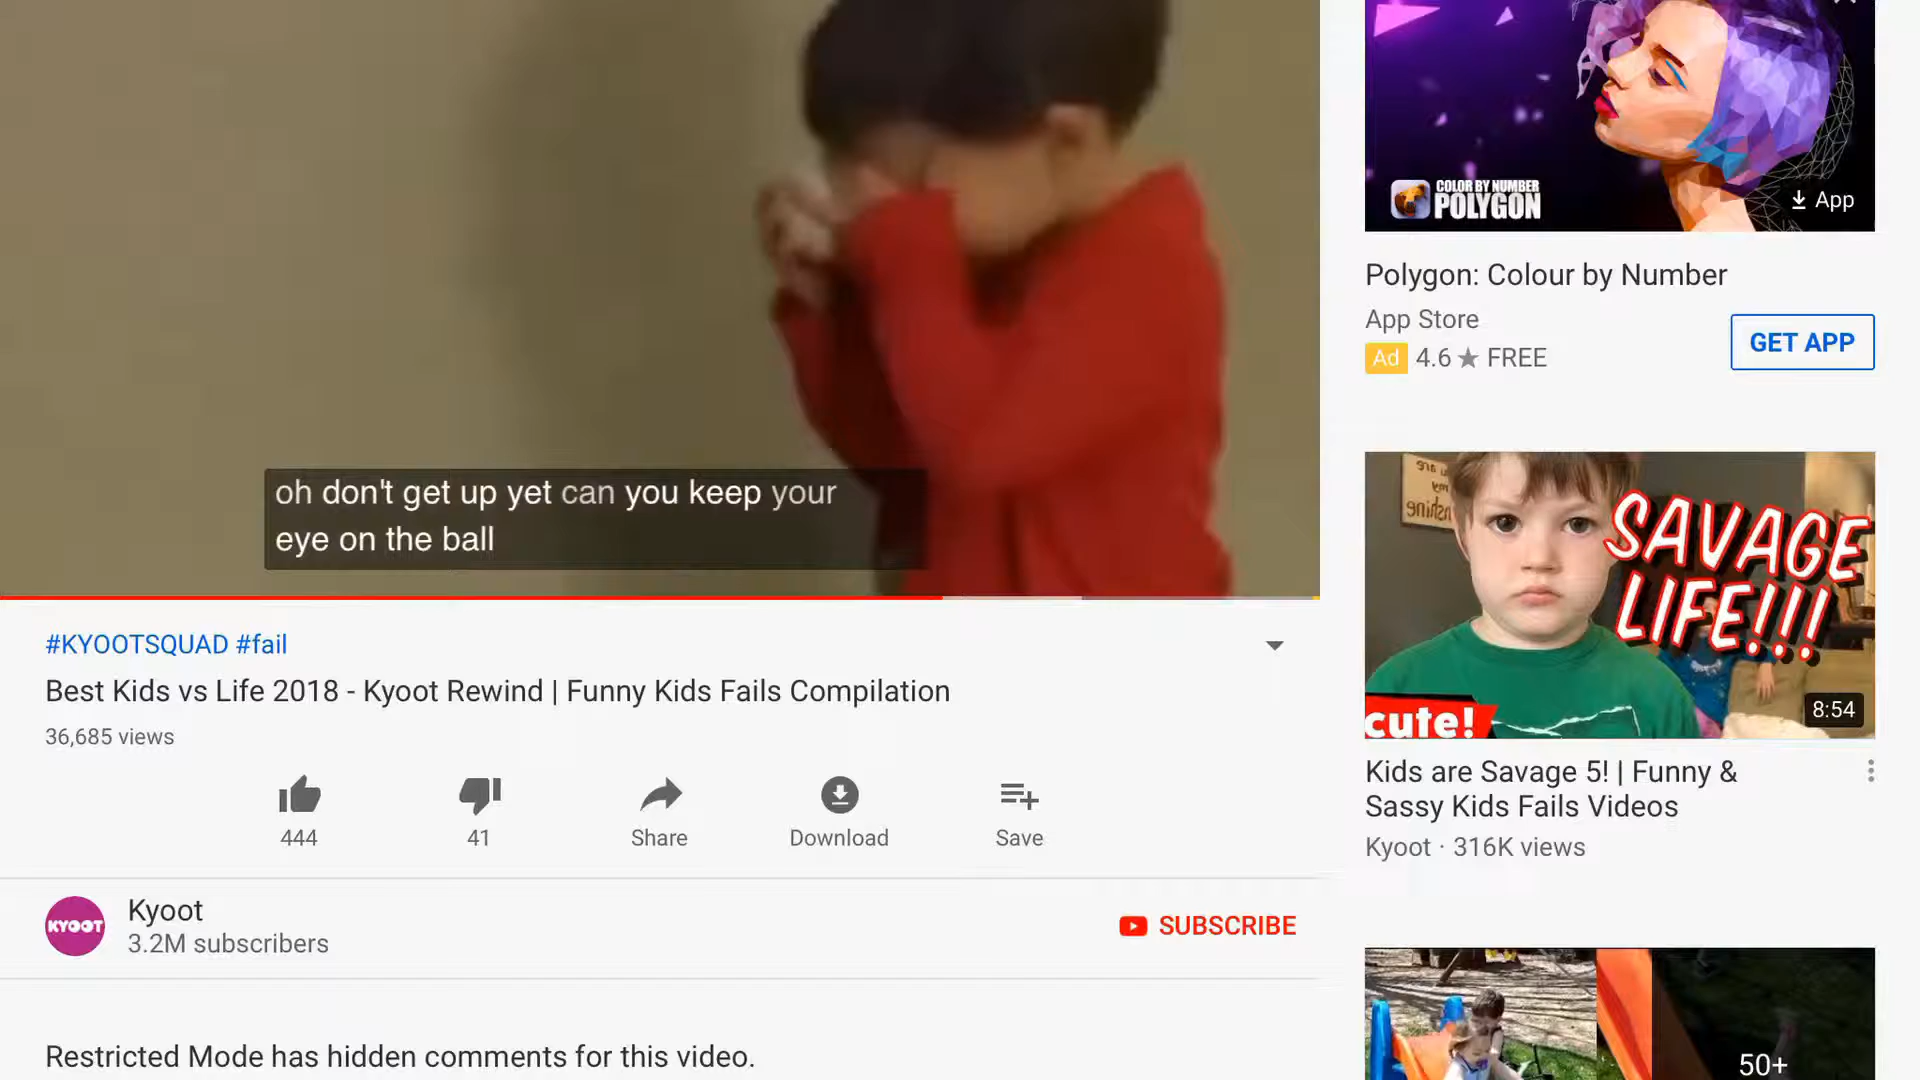 oh don't get up yet can you keep your
eye on the ball
#KYOOTSQUAD #fail
Best Kids vs Life 2018 - Kyoot Rewind | Funny Kids Fails Compilation
36,685 views
444
41
Share
Download
Save
KYOOT
Kyoot
3.2M subscribers
SUBSCRIBE
Restricted Mode has hidden comments for this video.
COLOR BY NUMBER
POLYGON
App
Polygon: Colour by Number
App Store
Ad 4.6 ★ FREE
GET APP
SAVAGE
LIFE!!!
cute!
8:54
Kids are Savage 5! | Funny &
Sassy Kids Fails Videos
Kyoot · 316K views
50+